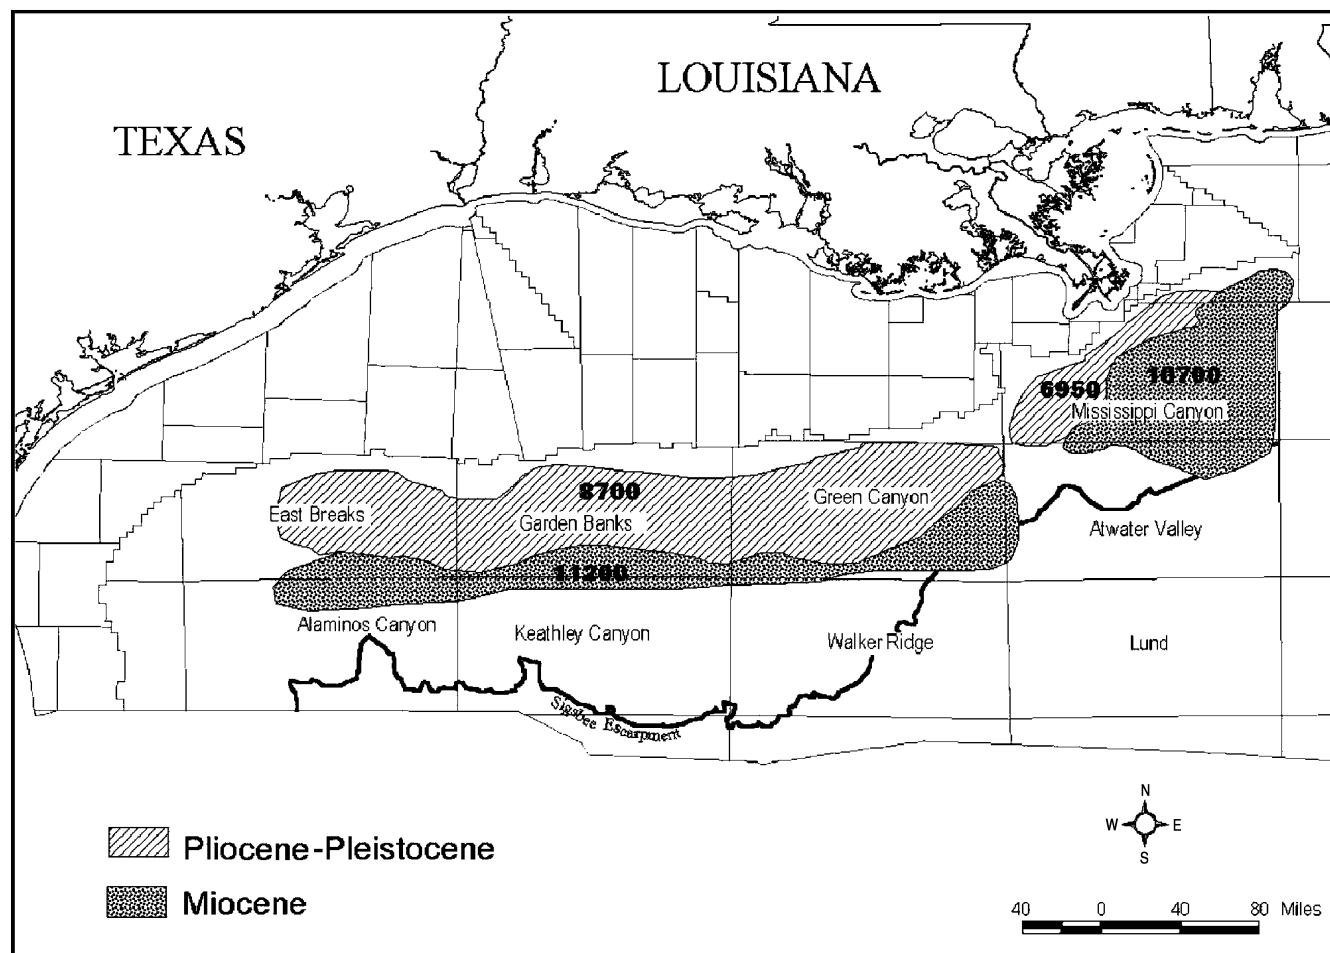 LOUISIANA
TEXAS
10700
6950
Mississippi Canyon
8700
Green Canyon
East Breaks
Garden Banks
Atwater Valley
11200
Alaminos Canyon
Keathley Canyon
Walker Ridge
Lund
Sigsbee Escarpment
N
W E
S
Pliocene-Pleistocene
Miocene
40 0 40 80 Miles